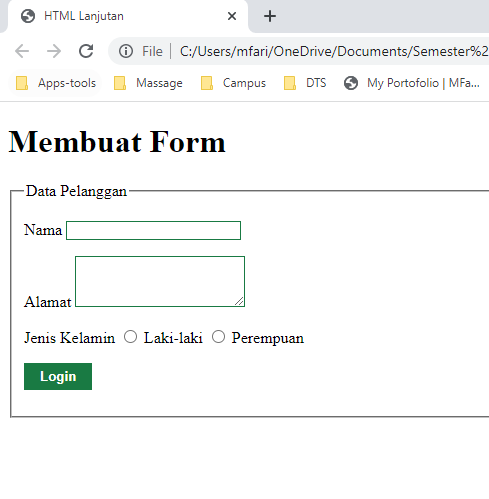 HTML Lanjutan
File | C:/Users/mfari/OneDrive/Documents/Semester%2
Apps-tools Massage Campus DTS My Portofolio | MFa...
Membuat Form
Data Pelanggan
Nama
Alamat
Jenis Kelamin Laki-laki Perempuan
Login